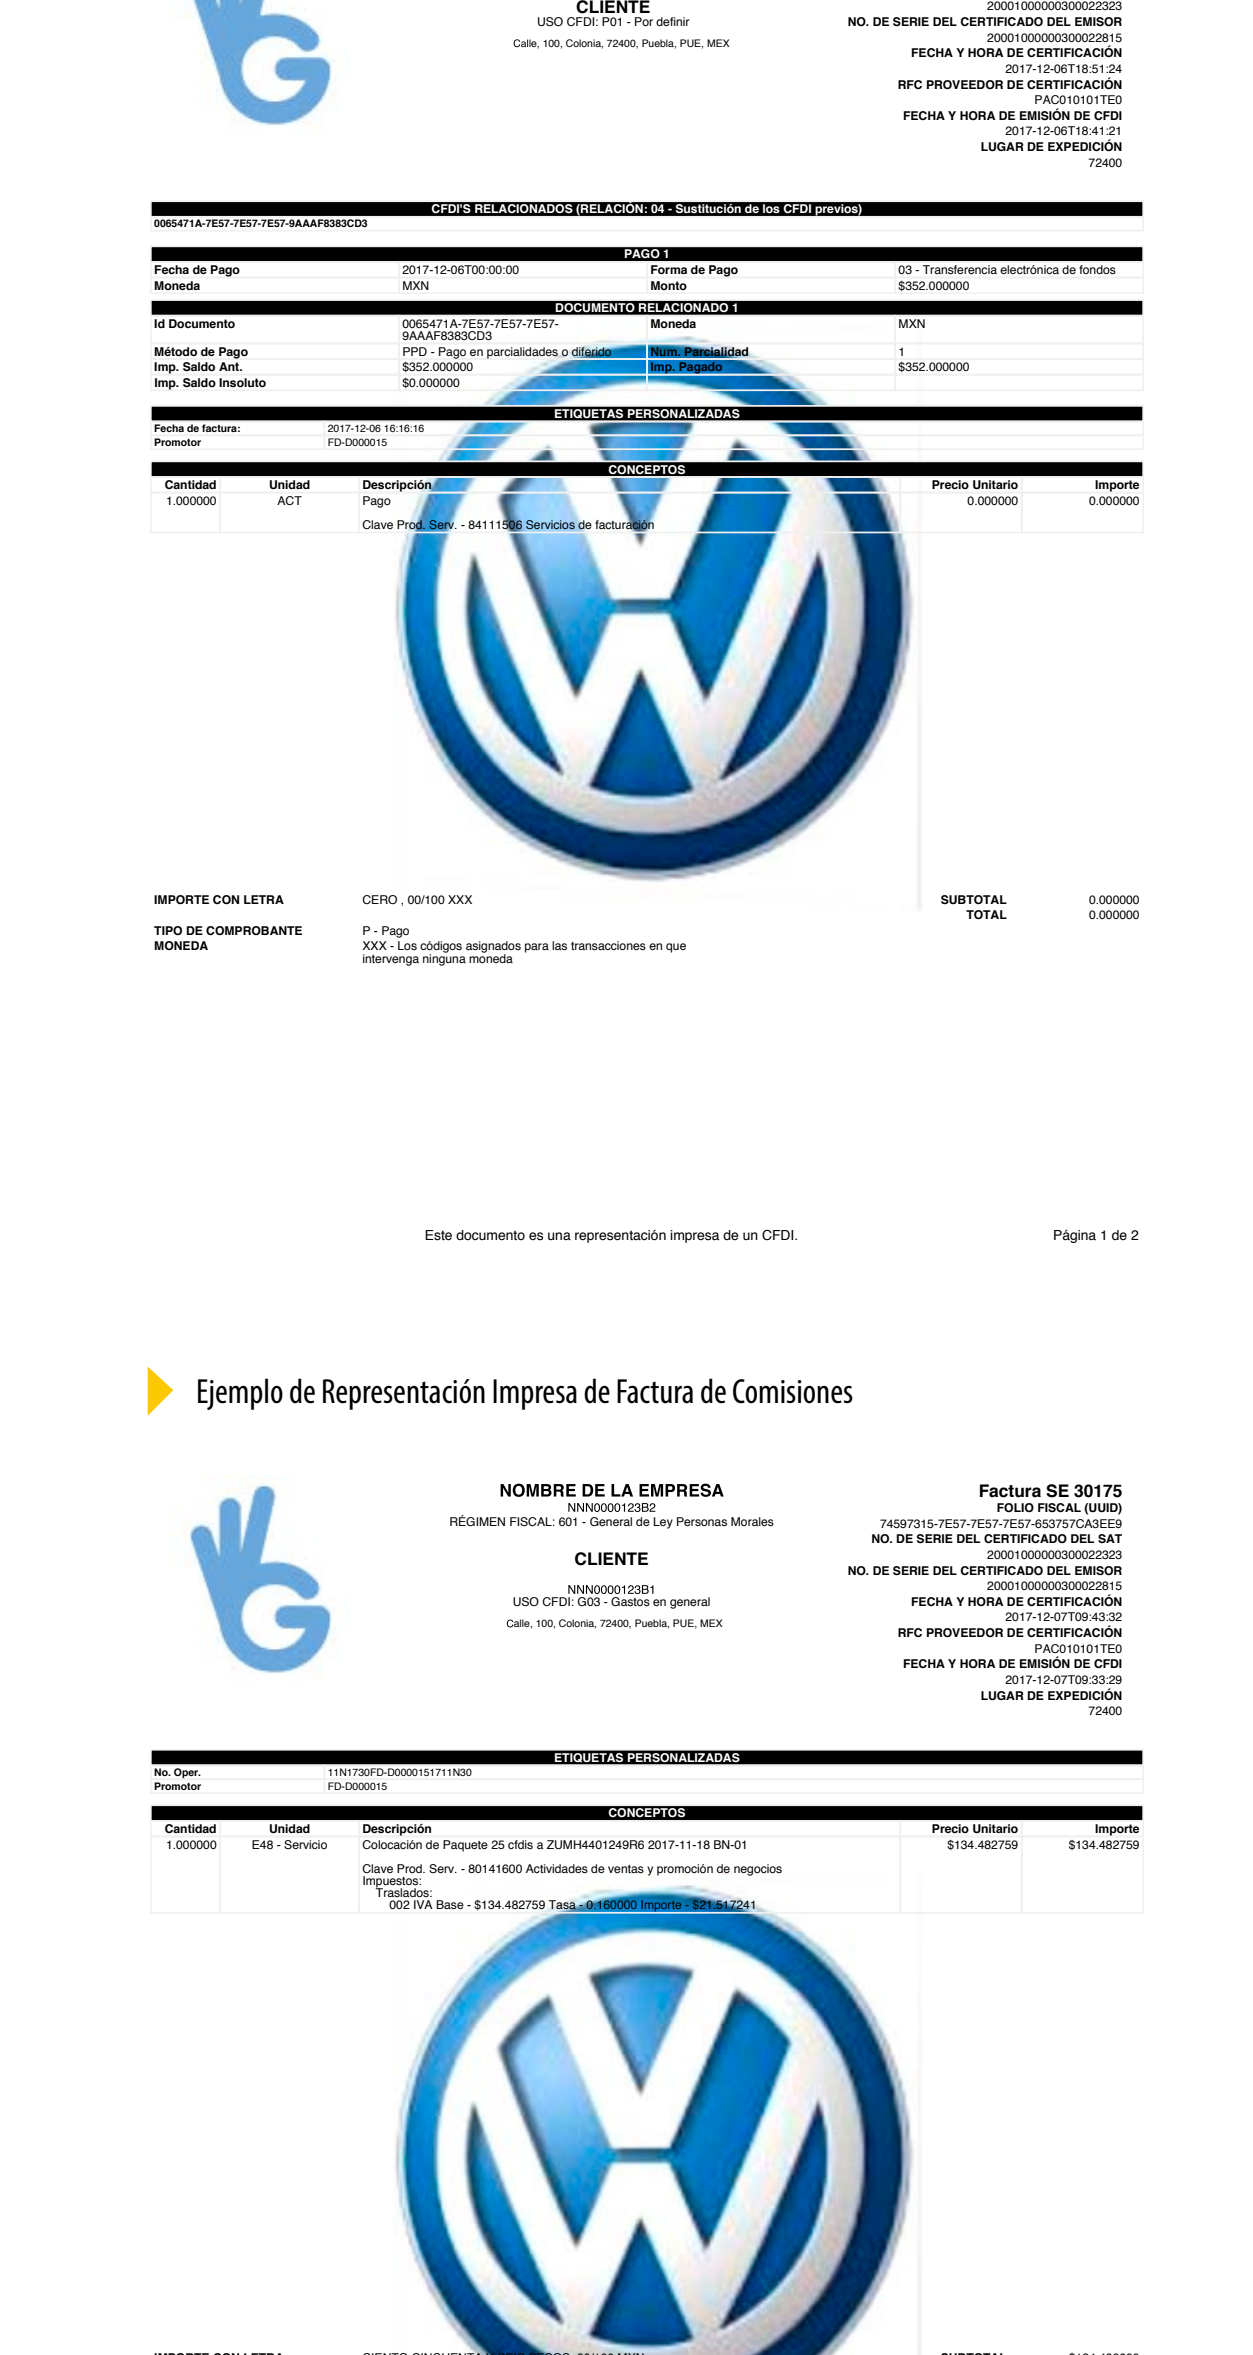 CLIENTE
USO CFDI: P01 - Por definir
Calle, 100, Colonia, 72400, Puebla, PUE, MEX
20001000000300022323
NO. DE SERIE DEL CERTIFICADO DEL EMISOR
20001000000300022815
FECHA Y HORA DE CERTIFICACIÓN
2017-12-06T18:51:24
RFC PROVEEDOR DE CERTIFICACIÓN
PAC010101TE0
FECHA Y HORA DE EMISIÓN DE CFDI
2017-12-06T18:41:21
LUGAR DE EXPEDICIÓN
72400
G
CFDI'S RELACIONADOS (RELACIÓN: 04 - Sustitución de los CFDI previos)
0065471A-7E57-7E57-7E57-9AAAF8383CD3
PAGO 1
Fecha de Pago 2017-12-06T00:00:00 Forma de Pago 03 - Transferencia electrónica de fondos
Moneda MXN Monto $352.000000
DOCUMENTO RELACIONADO 1
Id Documento 0065471A-7E57-7E57-7E57- Moneda MXN
9AAAF8383CD3
Método de Pago PPD - Pago en parcialidades o diferido Num. Parcialidad 1
Imp. Saldo Ant. $352.000000 Imp. Pagado $352.000000
Imp. Saldo Insoluto $0.000000
ETIQUETAS PERSONALIZADAS
Fecha de factura: 2017-12-06 16:16:16
Promotor FD-D000015
CONCEPTOS
Cantidad Unidad Descripción Precio Unitario Importe
1.000000 ACT Pago 0.000000 0.000000
Clave Prod. Serv. - 84111506 Servicios de facturación
IMPORTE CON LETRA CERO , 00/100 XXX SUBTOTAL 0.000000
TOTAL 0.000000
TIPO DE COMPROBANTE P - Pago
MONEDA XXX - Los códigos asignados para las transacciones en que
intervenga ninguna moneda
Este documento es una representación impresa de un CFDI. Página 1 de 2
Ejemplo de Representación Impresa de Factura de Comisiones
G
NOMBRE DE LA EMPRESA
NNN0000123B2
RÉGIMEN FISCAL: 601 - General de Ley Personas Morales
CLIENTE
NNN0000123B1
USO CFDI: G03 - Gastos en general
Calle, 100, Colonia, 72400, Puebla, PUE, MEX
Factura SE 30175
FOLIO FISCAL (UUID)
74597315-7E57-7E57-7E57-653757CA3EE9
NO. DE SERIE DEL CERTIFICADO DEL SAT
20001000000300022323
NO. DE SERIE DEL CERTIFICADO DEL EMISOR
20001000000300022815
FECHA Y HORA DE CERTIFICACIÓN
2017-12-07T09:43:32
RFC PROVEEDOR DE CERTIFICACIÓN
PAC010101TE0
FECHA Y HORA DE EMISIÓN DE CFDI
2017-12-07T09:33:29
LUGAR DE EXPEDICIÓN
72400
ETIQUETAS PERSONALIZADAS
No. Oper. 11N1730FD-D0000151711N30
Promotor FD-D000015
CONCEPTOS
Cantidad Unidad Descripción Precio Unitario Importe
1.000000 E48 - Servicio Colocación de Paquete 25 cfdis a ZUMH4401249R6 2017-11-18 BN-01 $134.482759 $134.482759
Clave Prod. Serv. - 80141600 Actividades de ventas y promoción de negocios
Impuestos:
Traslados:
002 IVA Base - $134.482759 Tasa - 0.160000 Importe - $21.517241